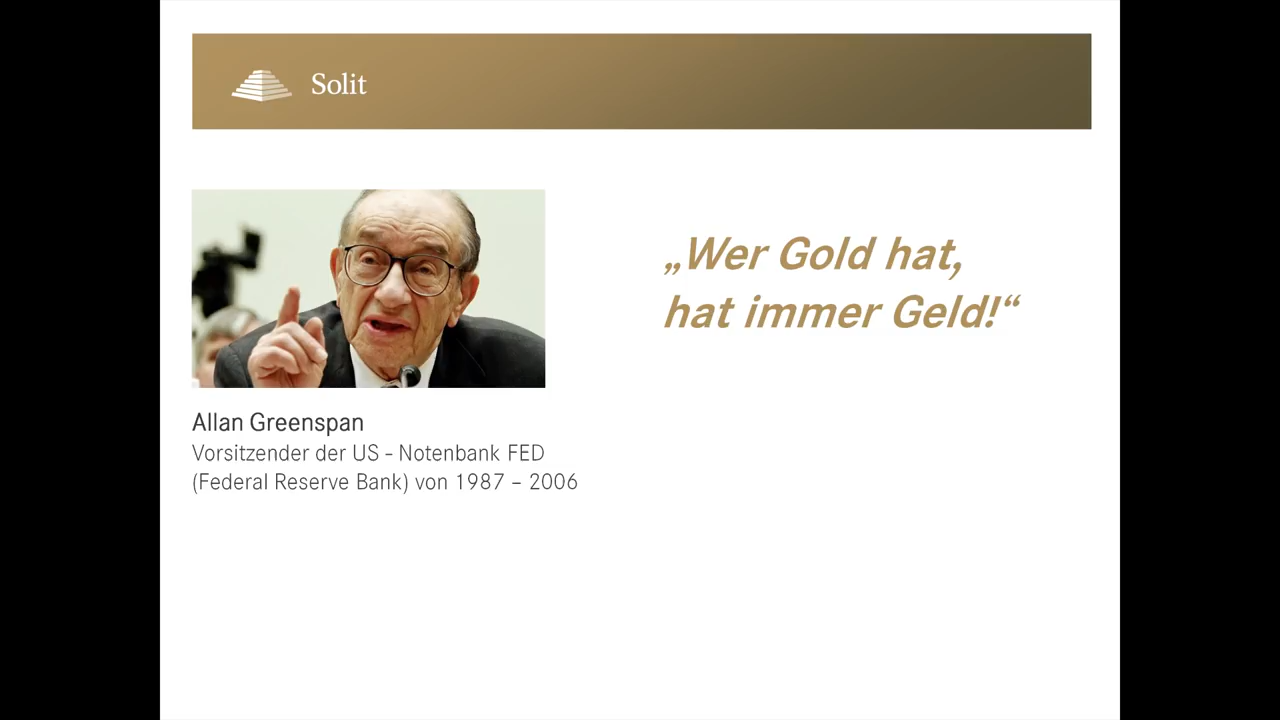 Solit
„Wer Gold hat,
hat immer Geld!“
Allan Greenspan
Vorsitzender der US - Notenbank FED
(Federal Reserve Bank) von 1987 – 2006